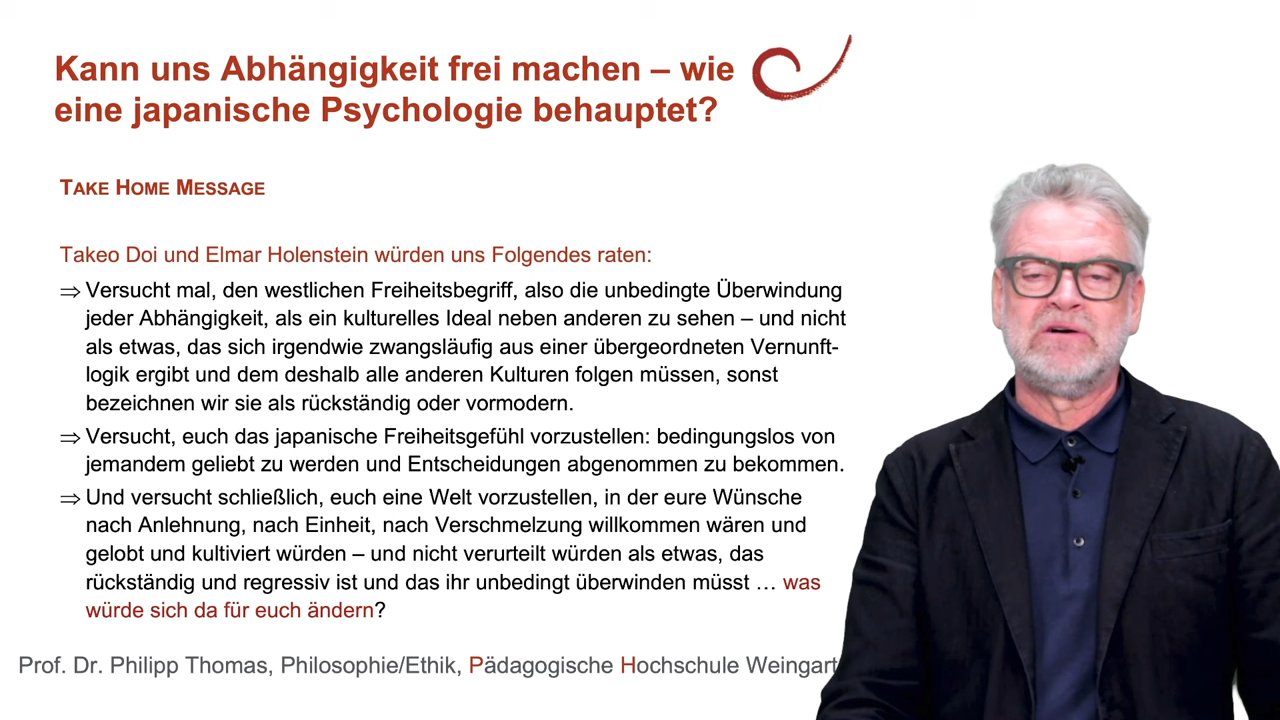 Kann uns Abhängigkeit frei machen – wie
eine japanische Psychologie behauptet?
TAKE HOME MESSAGE
Takeo Doi und Elmar Holenstein würden uns Folgendes raten:
⇒ Versucht mal, den westlichen Freiheitsbegriff, also die unbedingte Überwindung
jeder Abhängigkeit, als ein kulturelles Ideal neben anderen zu sehen – und nicht
als etwas, das sich irgendwie zwangsläufig aus einer übergeordneten Vernunft-
logik ergibt und dem deshalb alle anderen Kulturen folgen müssen, sonst
bezeichnen wir sie als rückständig oder vormodern.
⇒ Versucht, euch das japanische Freiheitsgefühl vorzustellen: bedingungslos von
jemandem geliebt zu werden und Entscheidungen abgenommen zu bekommen.
⇒ Und versucht schließlich, euch eine Welt vorzustellen, in der eure Wünsche
nach Anlehnung, nach Einheit, nach Verschmelzung willkommen wären und
gelobt und kultiviert würden – und nicht verurteilt würden als etwas, das
rückständig und regressiv ist und das ihr unbedingt überwinden müsst … was
würde sich da für euch ändern?
Prof. Dr. Philipp Thomas, Philosophie/Ethik, Pädagogische Hochschule Weingart